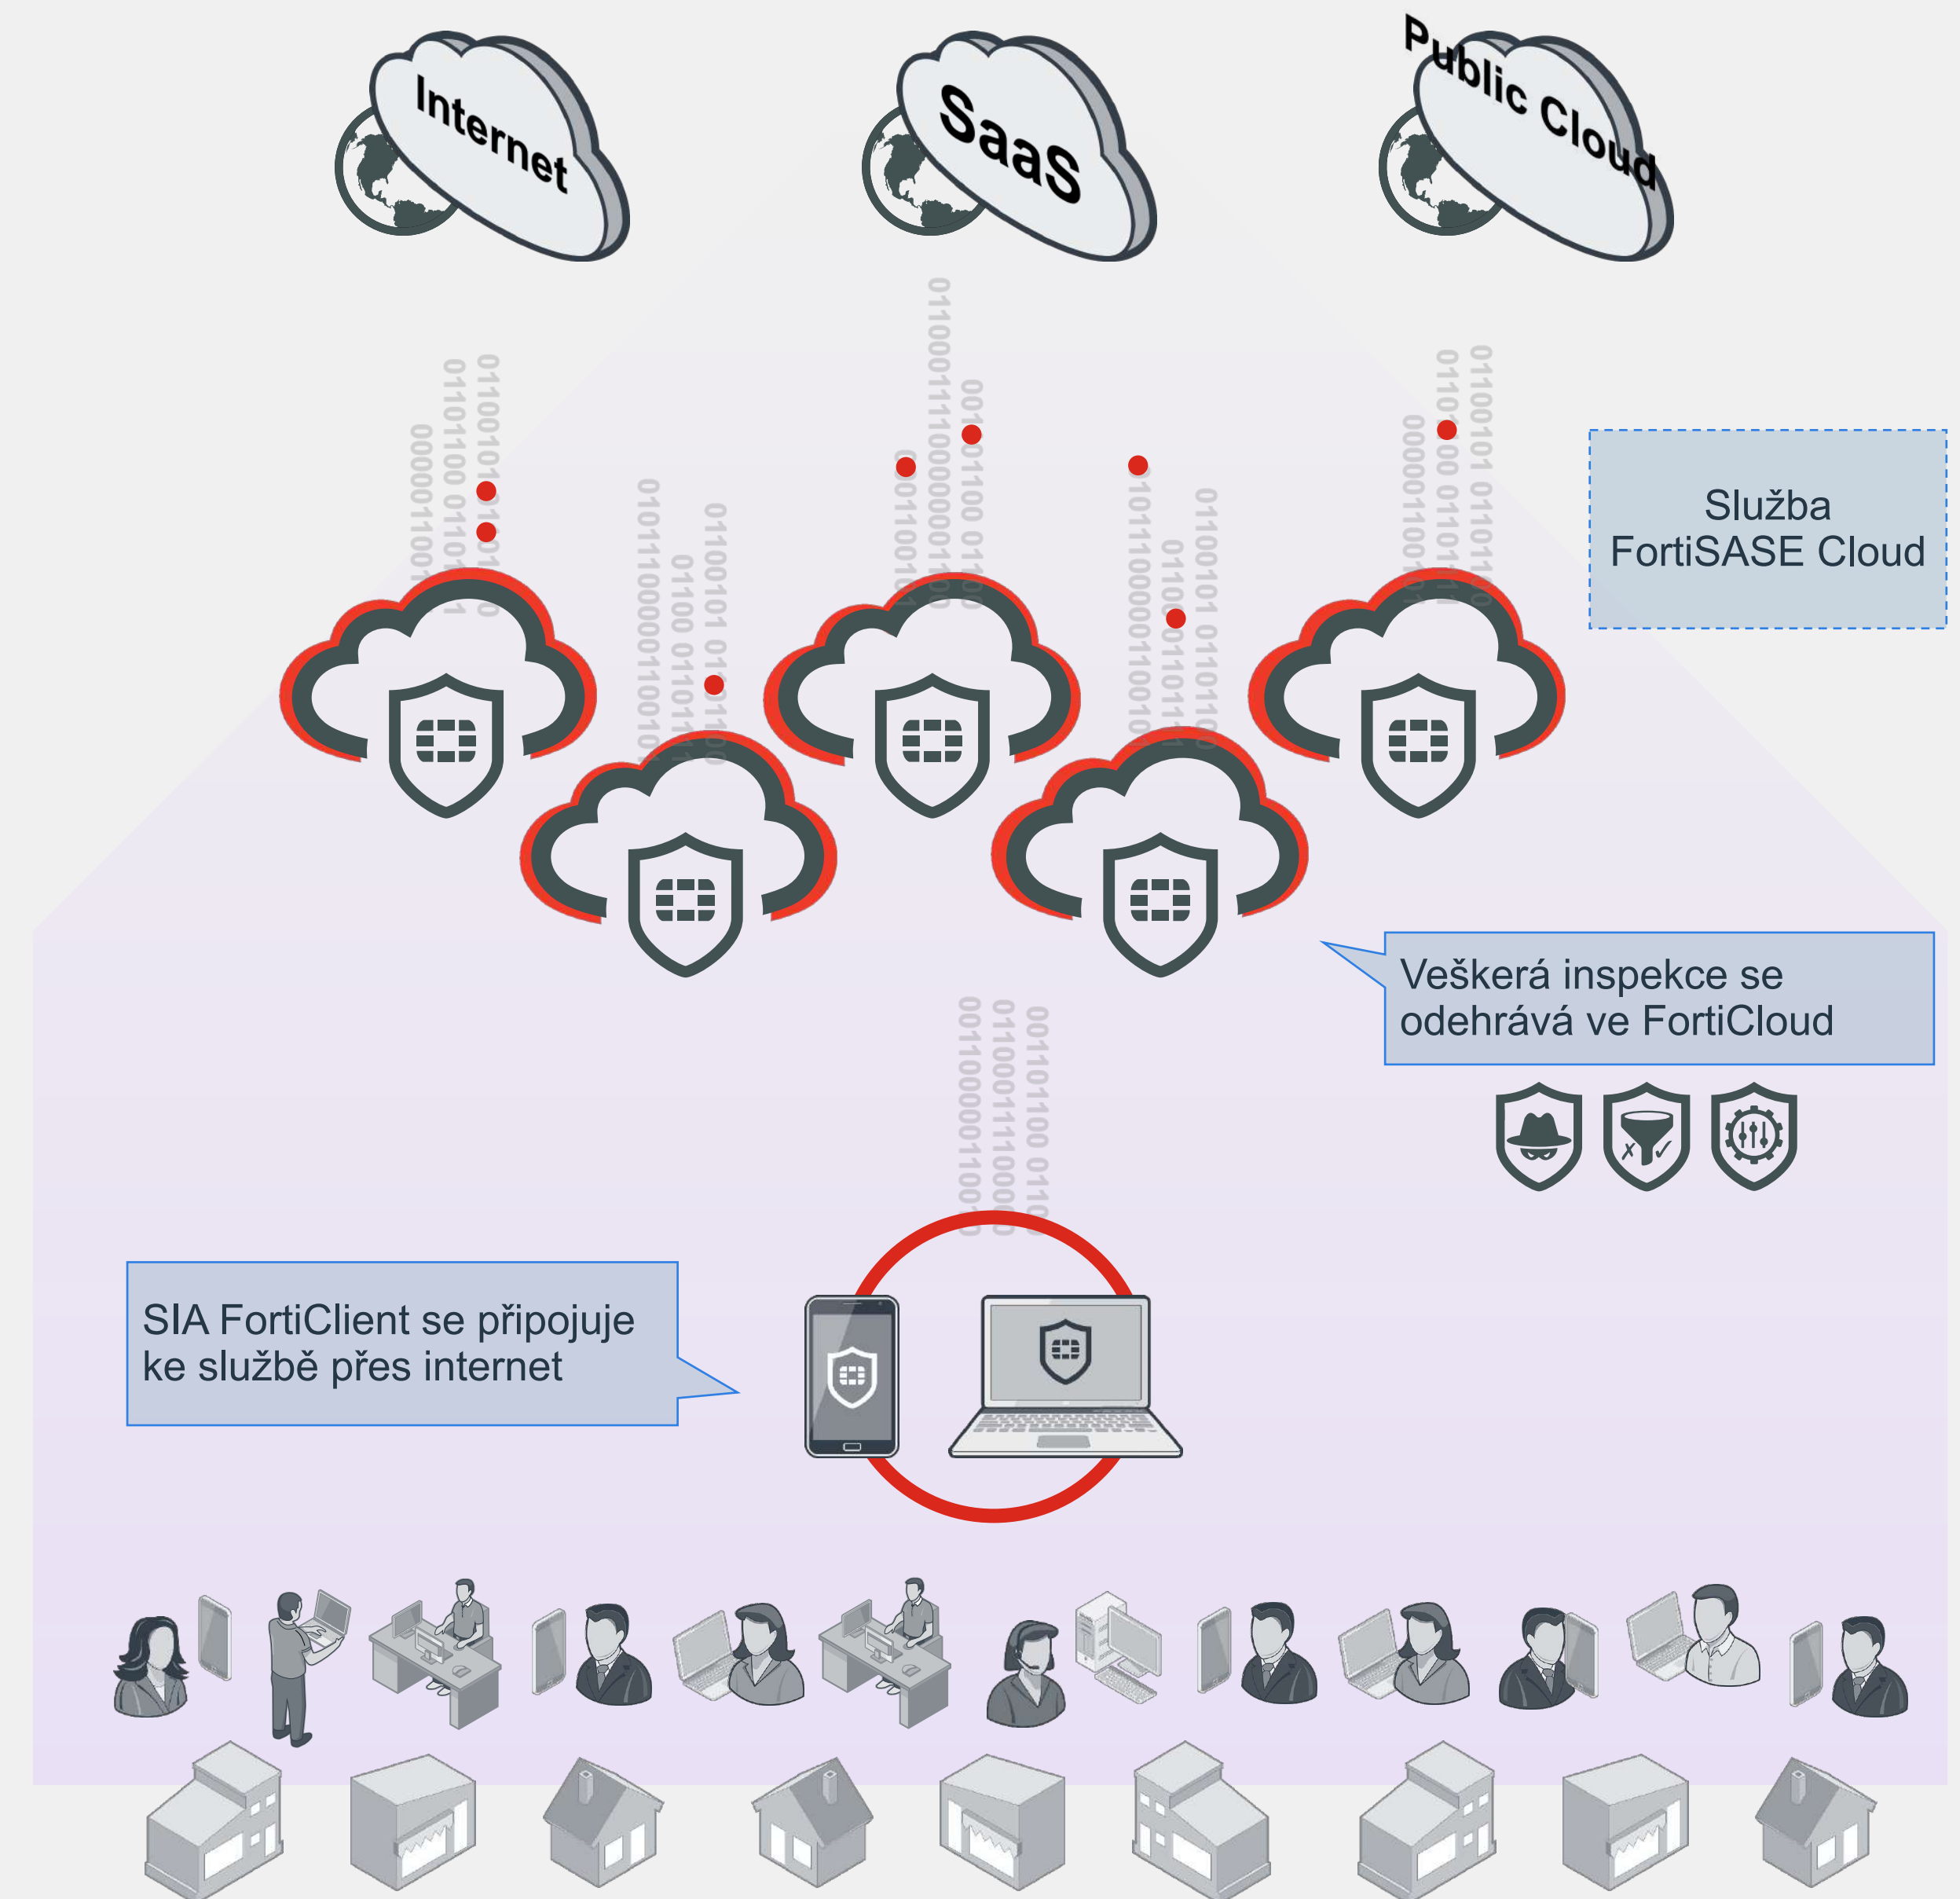 Internet
SaaS
Public Cloud
Služba
FortiSASE Cloud
Veškerá inspekce se
odehrává ve FortiCloud
SIA FortiClient se připojuje
ke službě přes internet